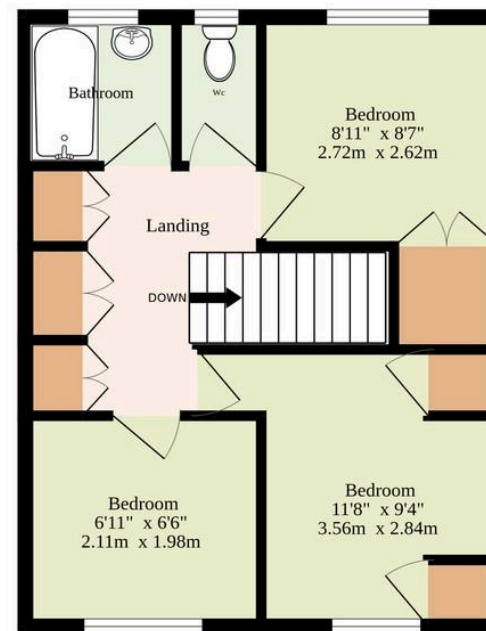 Bathroom
Wc
Bedroom
8'11" x 8'7"
2.72m x 2.62m
Landing
DOWN
Bedroom
6'11" x 6'6"
2.11m x 1.98m
Bedroom
11'8" x 9'4"
3.56m x 2.84m